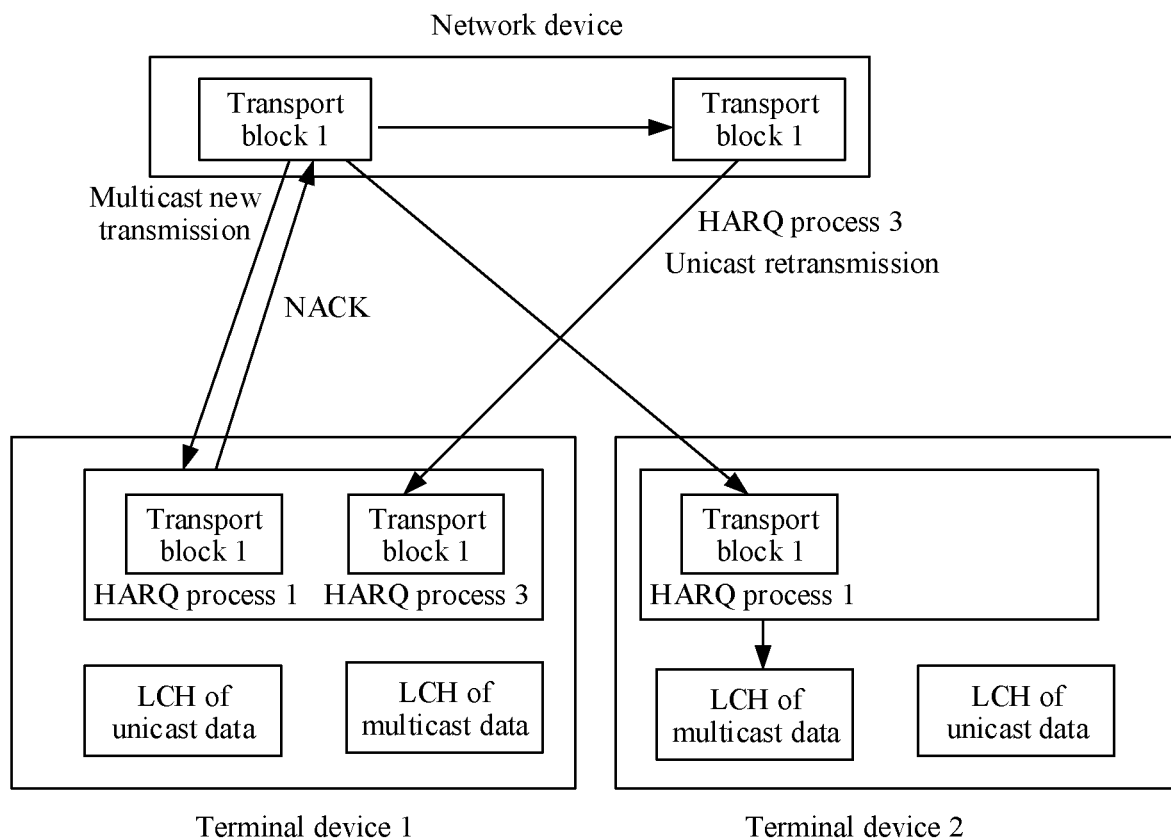 Network device
Transport
block 1
Transport
block 1
Multicast new
transmission
NACK
HARQ process 3
Unicast retransmission
Transport
block 1
HARQ process 1
Transport
block 1
HARQ process 3
Transport
block 1
HARQ process 1
LCH of
unicast data
LCH of
multicast data
LCH of
multicast data
LCH of
unicast data
Terminal device 1
Terminal device 2